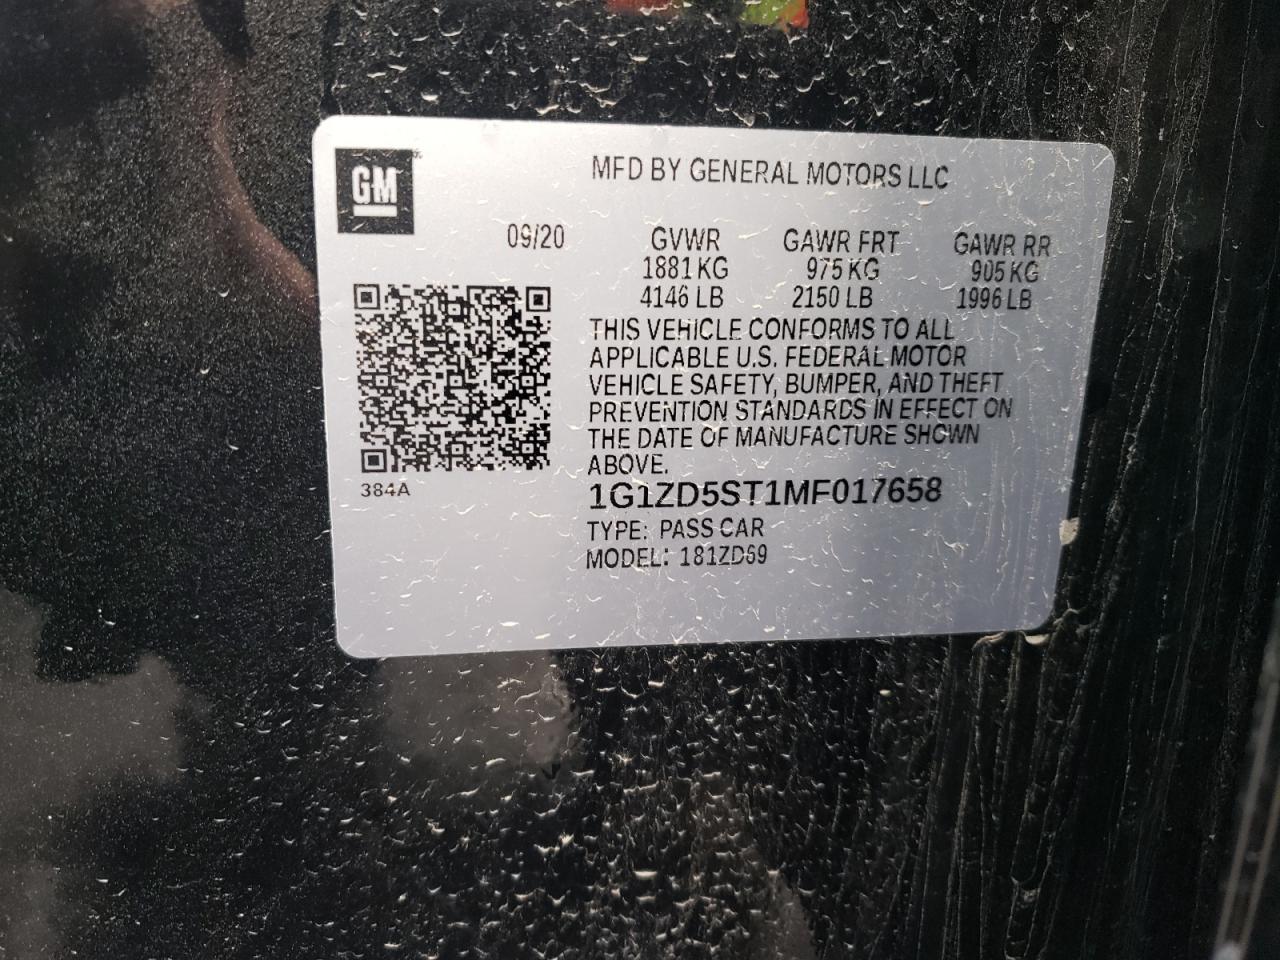 GM
MFD BY GENERAL MOTORS LLC
09/20
GVWR GAWR FRT GAWR RR
1881 KG 975 KG 905 KG
4146 LB 2150 LB 1996 LB
THIS VEHICLE CONFORMS TO ALL
APPLICABLE U.S. FEDERAL MOTOR
VEHICLE SAFETY, BUMPER, AND THEFT
PREVENTION STANDARDS IN EFFECT ON
THE DATE OF MANUFACTURE SHOWN
ABOVE.
384A
1G1ZD5ST1MF017658
TYPE: PASS CAR
MODEL: 181ZD69